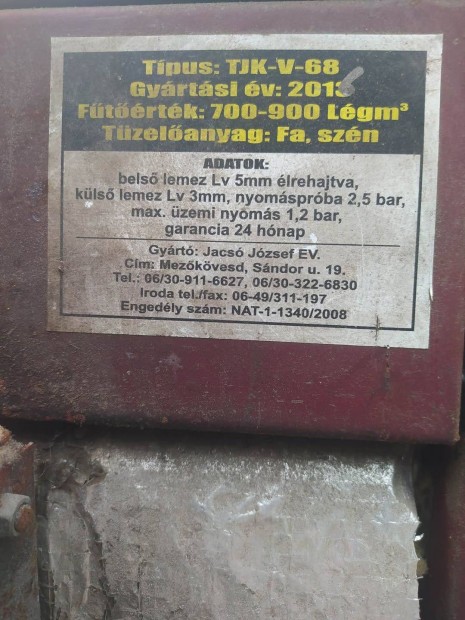 Típus: TJK-V-68
Gyártási év: 2016
Fűtőérték: 700-900 Légm³
Tüzelőanyag: Fa, szén
ADATOK:
belső lemez Lv 5mm élrehajtva,
külső lemez Lv 3mm, nyomáspróba 2,5 bar,
max. üzemi nyomás 1,2 bar,
garancia 24 hónap
Gyártó: Jacsó József EV.
Cím: Mezőkövesd, Sándor u. 19.
Tel.: 06/30-911-6627, 06/30-322-6830
Iroda tel./fax: 06-49/311-197
Engedély szám: NAT-1-1340/2008